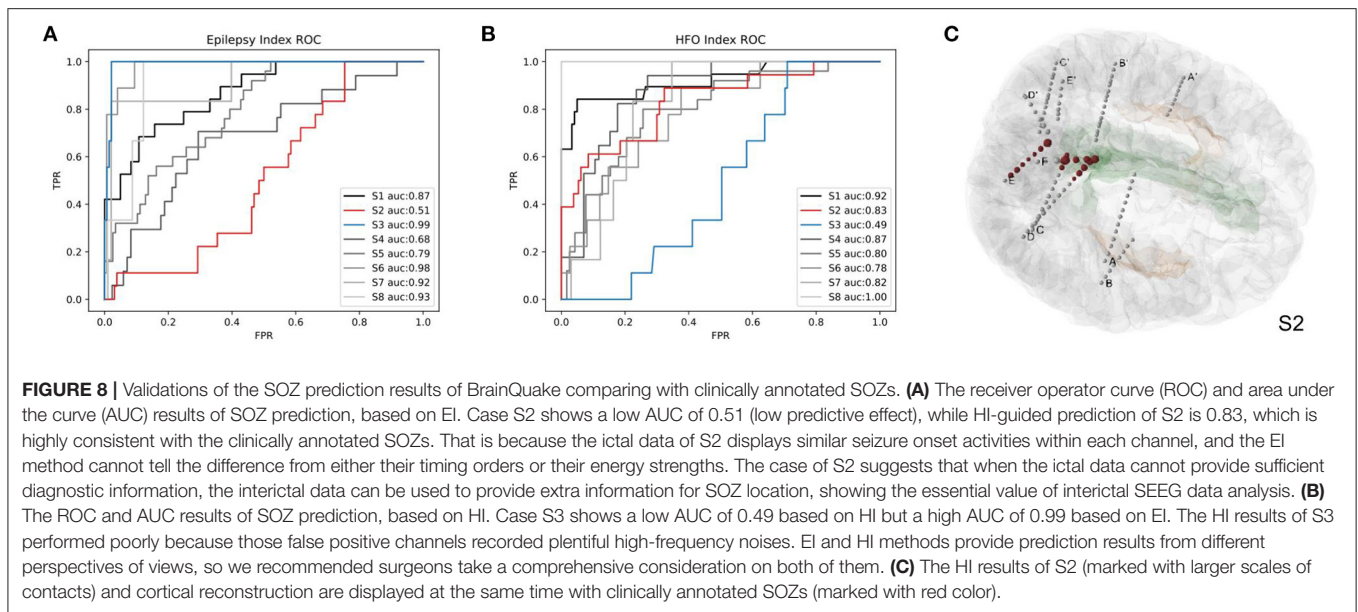 A
Epilepsy Index ROC
TPR
1.0
0.8
0.6
0.4
0.2
0.0
0.0 0.2 0.4 0.6 0.8 1.0
FPR
S1 auc:0.87
S2 auc:0.51
S3 auc:0.99
S4 auc:0.68
S5 auc:0.79
S6 auc:0.98
S7 auc:0.92
S8 auc:0.93
B
HFO Index ROC
TPR
1.0
0.8
0.6
0.4
0.2
0.0
0.0 0.2 0.4 0.6 0.8 1.0
FPR
S1 auc:0.92
S2 auc:0.83
S3 auc:0.49
S4 auc:0.87
S5 auc:0.80
S6 auc:0.78
S7 auc:0.82
S8 auc:1.00
C
C'
B'
E'
A'
D'
F
E
D
C
A
B
S2
FIGURE 8 | Validations of the SOZ prediction results of BrainQuake comparing with clinically annotated SOZs. (A) The receiver operator curve (ROC) and area under
the curve (AUC) results of SOZ prediction, based on EI. Case S2 shows a low AUC of 0.51 (low predictive effect), while HI-guided prediction of S2 is 0.83, which is
highly consistent with the clinically annotated SOZs. That is because the ictal data of S2 displays similar seizure onset activities within each channel, and the EI
method cannot tell the difference from either their timing orders or their energy strengths. The case of S2 suggests that when the ictal data cannot provide sufficient
diagnostic information, the interictal data can be used to provide extra information for SOZ location, showing the essential value of interictal SEEG data analysis. (B)
The ROC and AUC results of SOZ prediction, based on HI. Case S3 shows a low AUC of 0.49 based on HI but a high AUC of 0.99 based on EI. The HI results of S3
performed poorly because those false positive channels recorded plentiful high-frequency noises. EI and HI methods provide prediction results from different
perspectives of views, so we recommended surgeons take a comprehensive consideration on both of them. (C) The HI results of S2 (marked with larger scales of
contacts) and cortical reconstruction are displayed at the same time with clinically annotated SOZs (marked with red color).